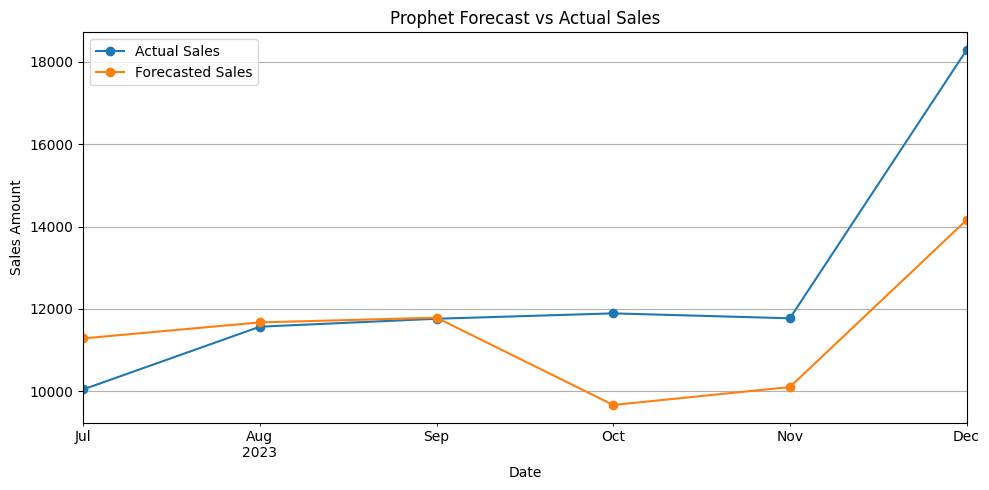 Prophet Forecast vs Actual Sales
Actual Sales
Forecasted Sales
Sales Amount
18000
16000
14000
12000
10000
Jul Aug Sep Oct Nov Dec
2023
Date